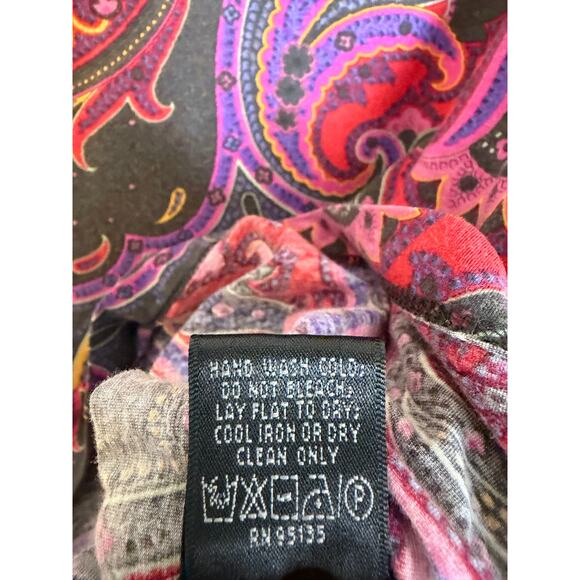 HAND WASH COLD,
DO NOT BLEACH,
LAY FLAT TO DRY,
COOL IRON OR DRY
CLEAN ONLY
P
RN 95135